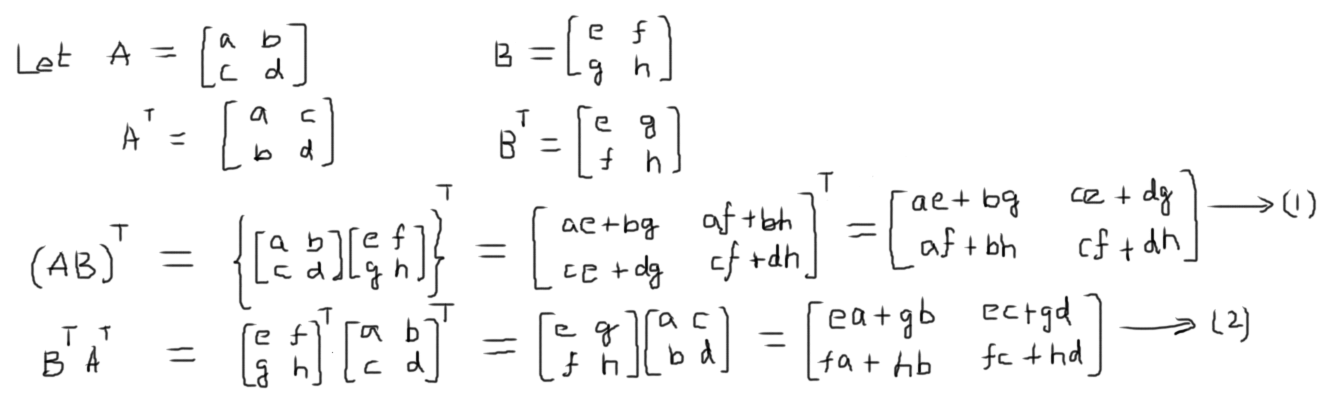 Let A = [a b; c d]   B = [e f; g h]
A^T = [a c; b d]   B^T = [e g; f h]
(AB)^T = {[a b; c d][e f; g h]}^T = [ae+bg af+bh; ce+dg cf+dh]^T = [ae+bg ce+dg; af+bh cf+dh] → (1)
B^T A^T = [e f; g h]^T [a b; c d]^T = [e g; f h][a c; b d] = [ea+gb ec+gd; fa+hb fc+hd] → (2)